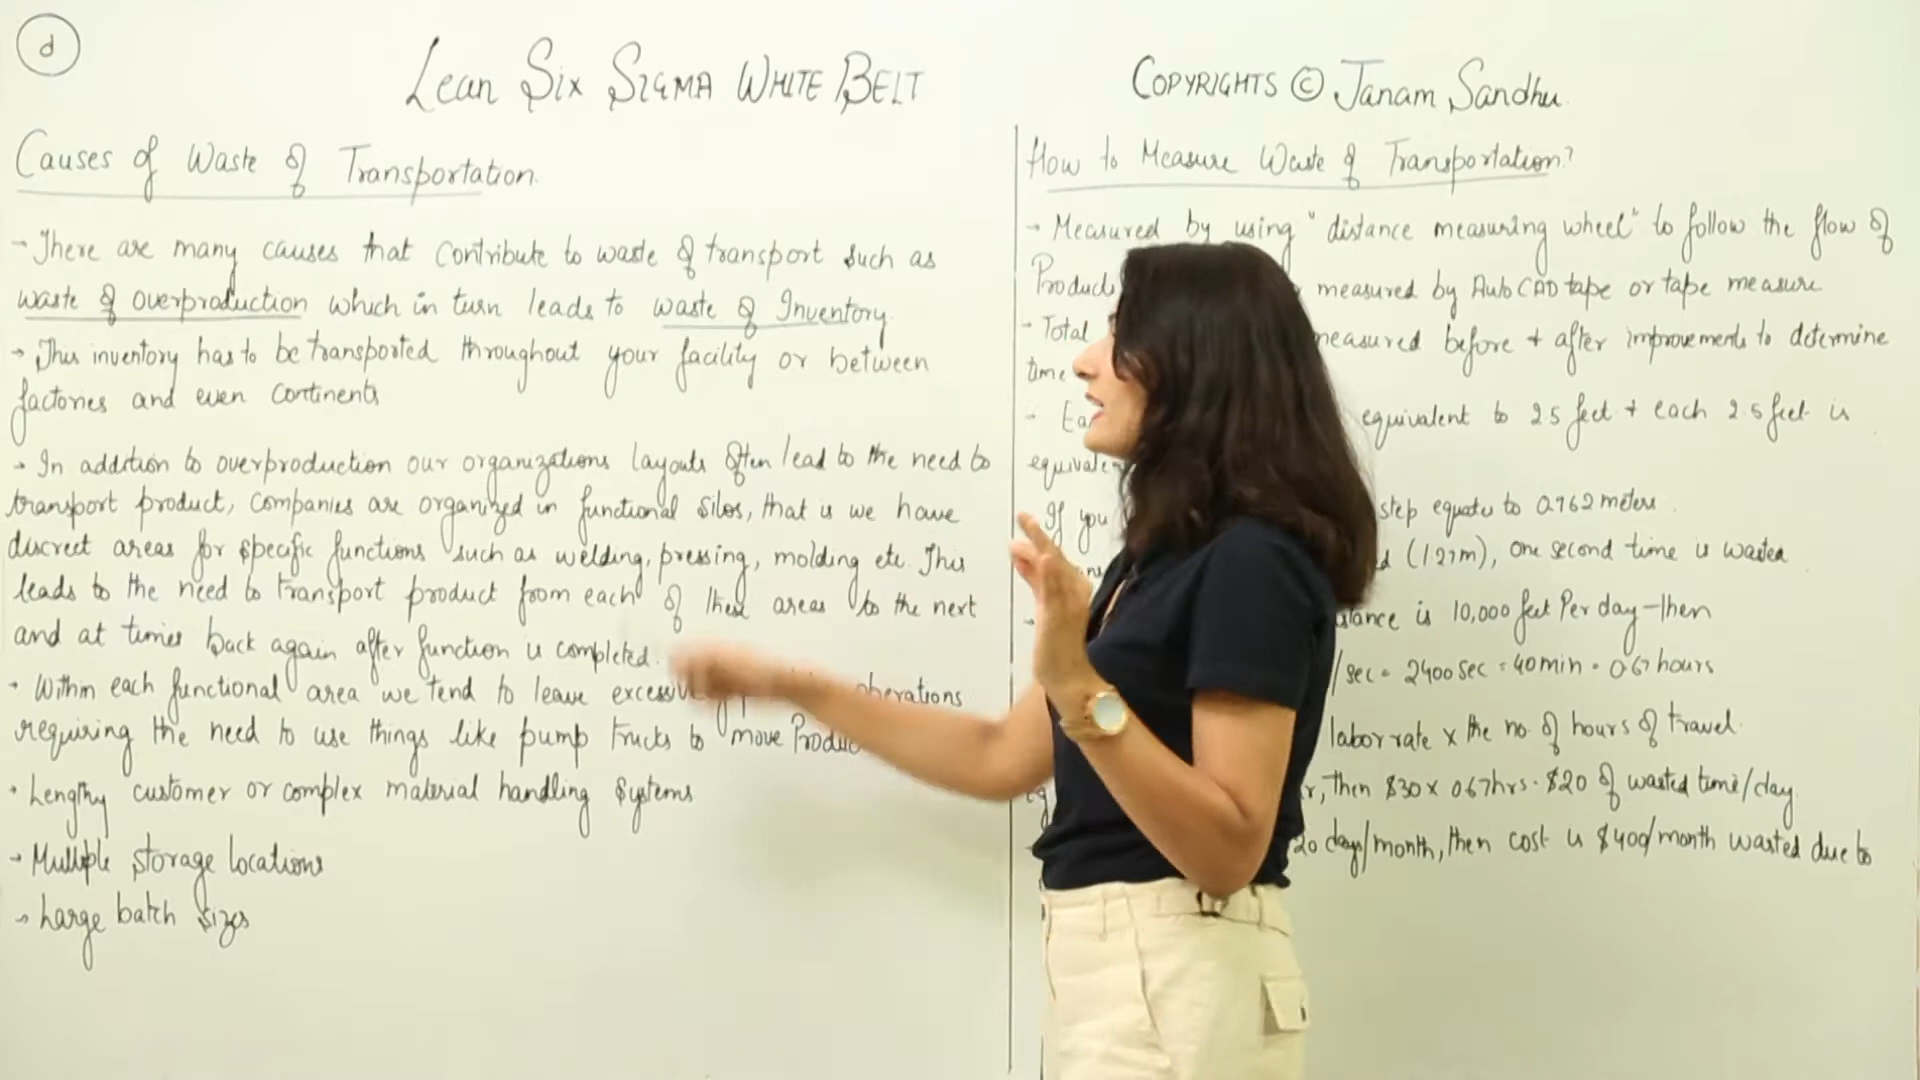 d
Lean Six Sigma White Belt
Copyrights © Janam Sandhu
Causes of Waste of Transportation.
- There are many causes that contribute to waste of transport such as
waste of overproduction which in turn leads to waste of Inventory.
- This inventory has to be transported throughout your facility or between
factories and even continents
- In addition to overproduction our organizations layouts often lead to the need to
transport product, companies are organized in functional silos, that is we have
discreet areas for specific functions such as welding, pressing, molding etc. This
leads to the need to transport product from each of these areas to the next
and at times back again after function is completed.
- Within each functional area we tend to leave operations
requiring the need to use things like pump trucks to move
- Lengthy customer or complex material handling systems
- Multiple storage locations
- Large batch sizes
How to Measure Waste of Transportation?
- Measured by using "distance measuring wheel" to follow the flow of
measured by AutoCAD tape or tape measure
- Total measured before + after improvements to determine
time
equivalent to 2.5 feet + each 2.5 feet is
If you step equates to 0.762 meters.
(1.27m), one second time is wasted
is 10,000 feet Per day - then
/sec = 2400 sec = 40 min = 0.67 hours
labor rate x the no. of hours of travel.
then $30 x 0.67 hrs = $20 of wasted time/day
20 days/month, then cost is $400/month wasted due to